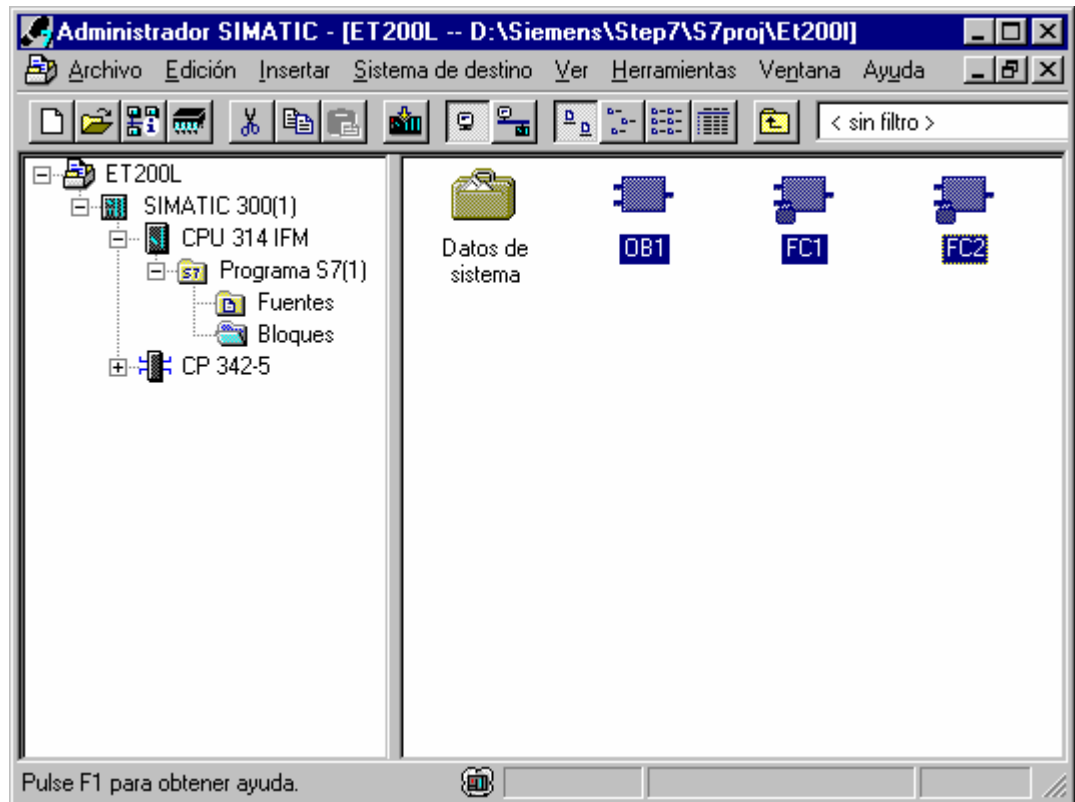 Administrador SIMATIC - [ET200L -- D:\Siemens\Step7\S7proj\Et200l]
Archivo Edición Insertar Sistema de destino Ver Herramientas Ventana Ayuda
< sin filtro >
ET200L
SIMATIC 300(1)
CPU 314 IFM
Programa S7(1)
Fuentes
Bloques
CP 342-5
Datos de
sistema
OB1
FC1
FC2
Pulse F1 para obtener ayuda.